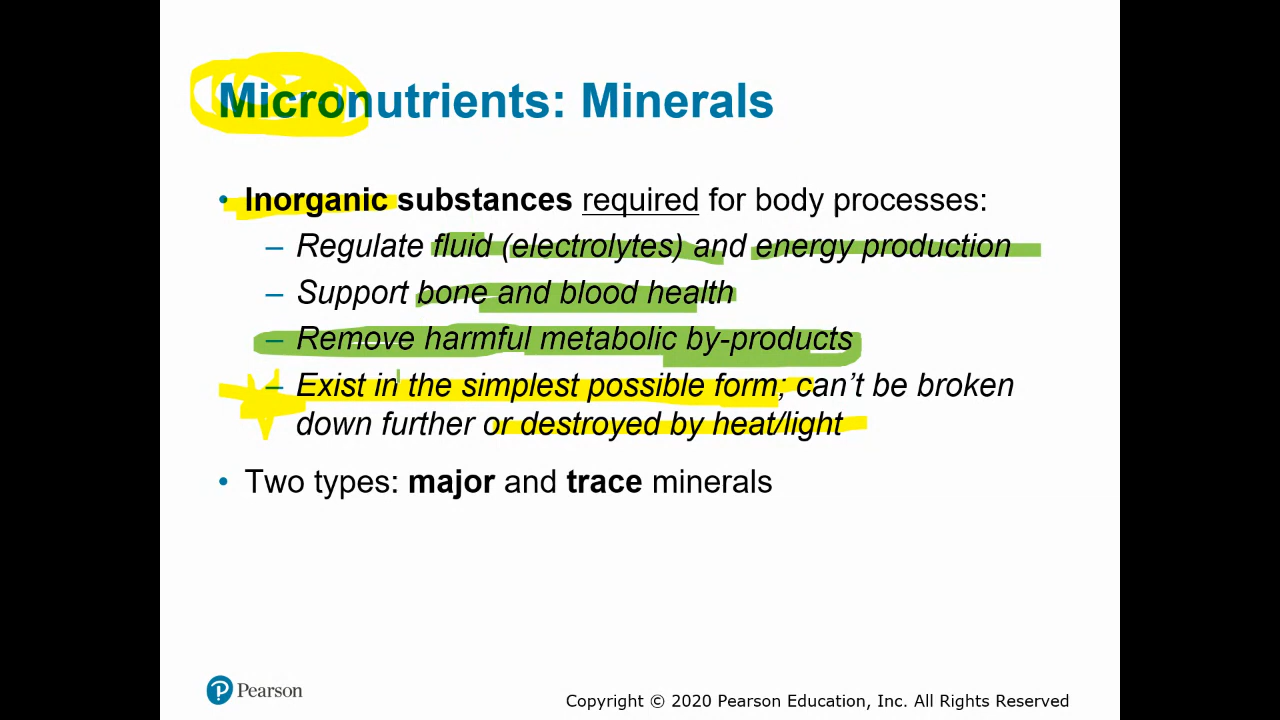 Micronutrients: Minerals
• Inorganic substances required for body processes:
– Regulate fluid (electrolytes) and energy production
– Support bone and blood health
– Remove harmful metabolic by-products
– Exist in the simplest possible form; can’t be broken
down further or destroyed by heat/light
• Two types: major and trace minerals
Pearson
Copyright © 2020 Pearson Education, Inc. All Rights Reserved